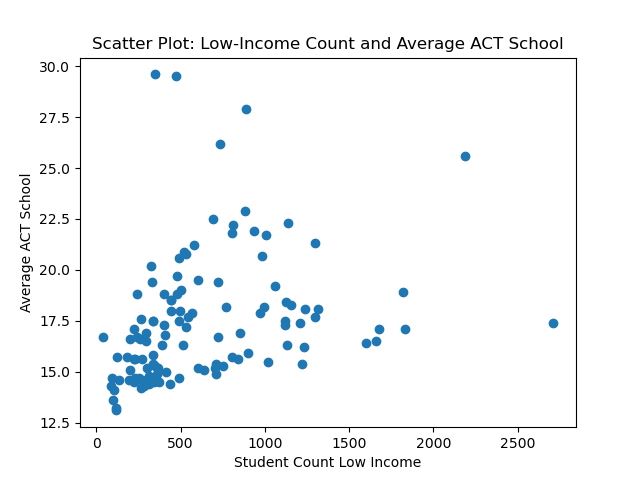 Scatter Plot: Low-Income Count and Average ACT School
30.0
27.5
25.0
22.5
20.0
17.5
15.0
12.5
Average ACT School
0 500 1000 1500 2000 2500
Student Count Low Income